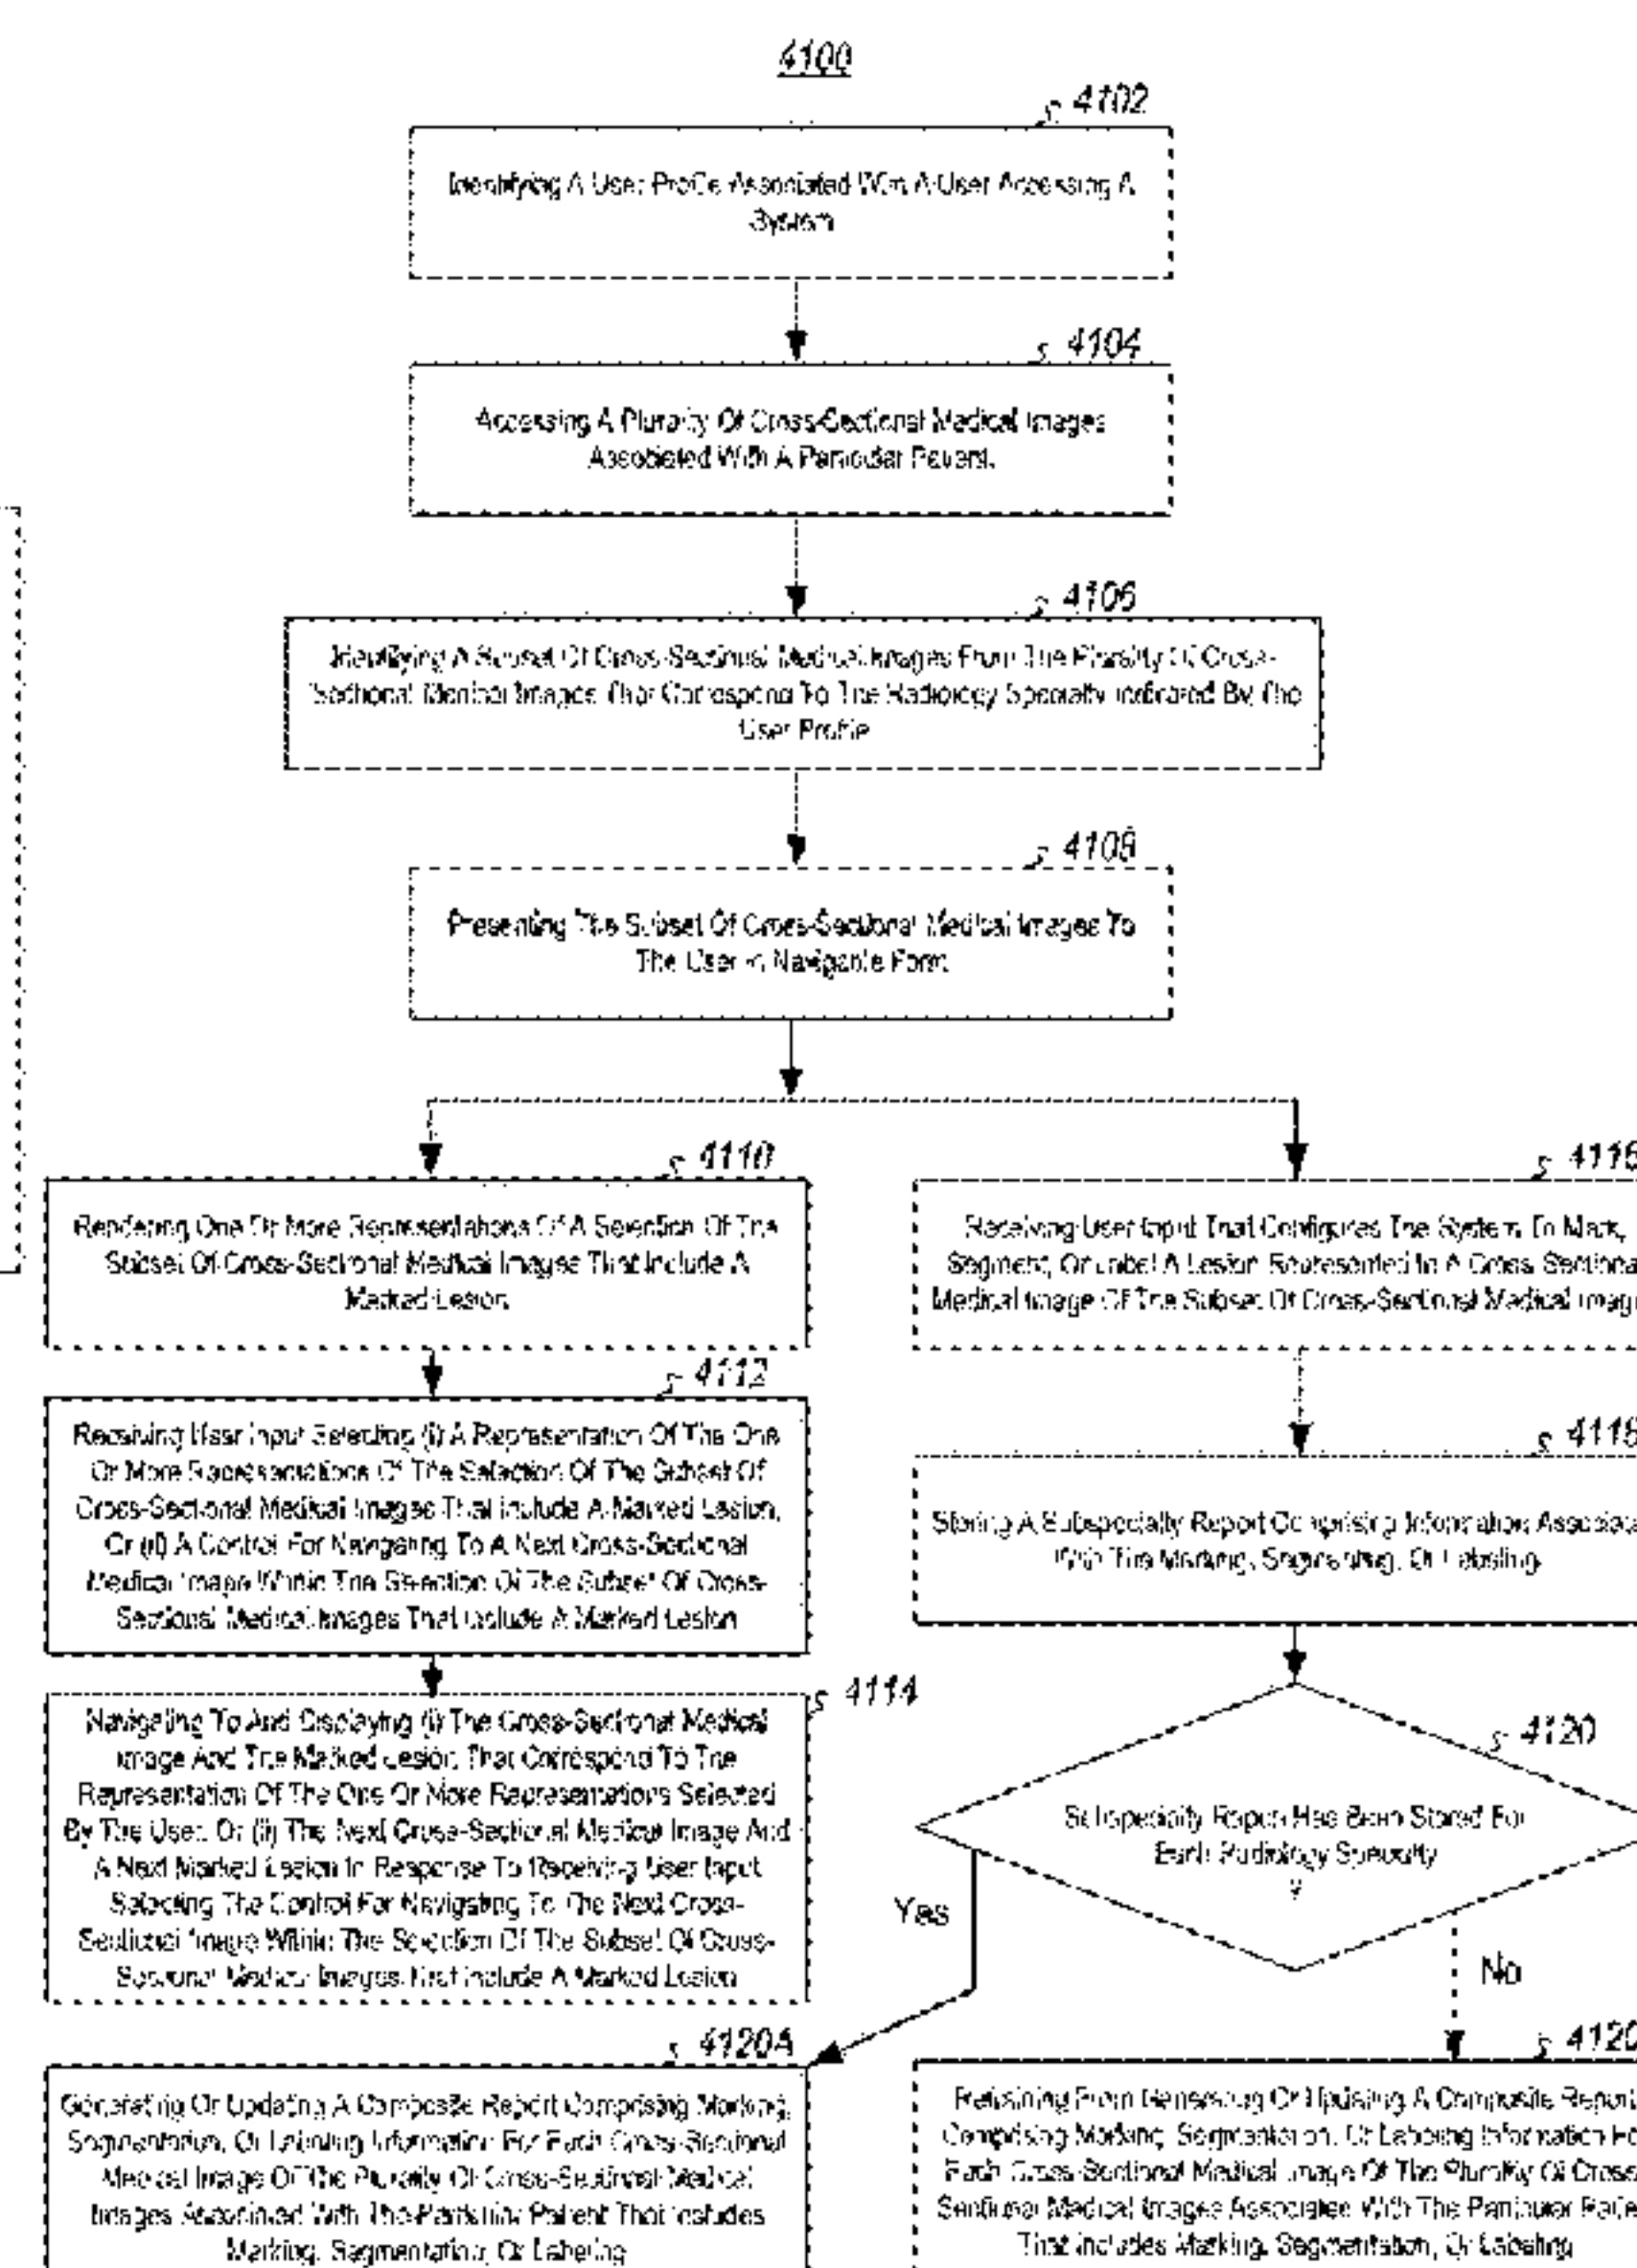 4100
4102
Identifying A User Profile Associated With A User Accessing A
System
4104
Accessing A Plurality Of Cross-Sectional Medical Images
Associated With A Particular Patient.
4106
Identifying A Subset Of Cross-Sectional Medical Images From The Plurality Of Cross-
Sectional Medical Images That Correspond To The Radiology Specialty Indicated By The
User Profile
4108
Presenting The Subset Of Cross-Sectional Medical Images To
The User In Navigable Form
4110
Rendering One Or More Representations Of A Selection Of The
Subset Of Cross-Sectional Medical Images That Include A
Marked Lesion
4112
Receiving User Input Selecting (i) A Representation Of The One
Or More Representations Of The Selection Of The Subset Of
Cross-Sectional Medical Images That Include A Marked Lesion,
Or (ii) A Control For Navigating To A Next Cross-Sectional
Medical Image Within The Selection Of The Subset Of Cross-
Sectional Medical Images That Include A Marked Lesion
4114
Navigating To And Displaying (i) The Cross-Sectional Medical
Image And The Marked Lesion That Correspond To The
Representation Of The One Or More Representations Selected
By The User, Or (ii) The Next Cross-Sectional Medical Image And
A Next Marked Lesion In Response To Receiving User Input
Selecting The Control For Navigating To The Next Cross-
Sectional Image Within The Selection Of The Subset Of Cross-
Sectional Medical Images That Include A Marked Lesion
4116
Receiving User Input That Configures The System To Mark,
Segment, Or Label A Lesion Represented In A Cross Sectiona
Medical Image Of The Subset Of Cross-Sectional Medical Imag
4118
Storing A Subspecialty Report Comprising Information Associat
With The Marking, Segmenting, Or Labeling
4120
Subspecialty Report Has Been Stored For
Each Radiology Specialty
?
Yes
No
4120A
Generating Or Updating A Composite Report Comprising Marking,
Segmentation, Or Labeling Information For Each Cross-Sectional
Medical Image Of The Plurality Of Cross-Sectional Medical
Images Associated With The Particular Patient That Includes
Marking, Segmentation, Or Labeling
4120
Refraining From Generating Or Updating A Composite Report
Comprising Marking, Segmentation, Or Labeling Information Fo
Each Cross-Sectional Medical Image Of The Plurality Of Cross
Sectional Medical Images Associated With The Particular Patie
That Includes Marking, Segmentation, Or Labeling